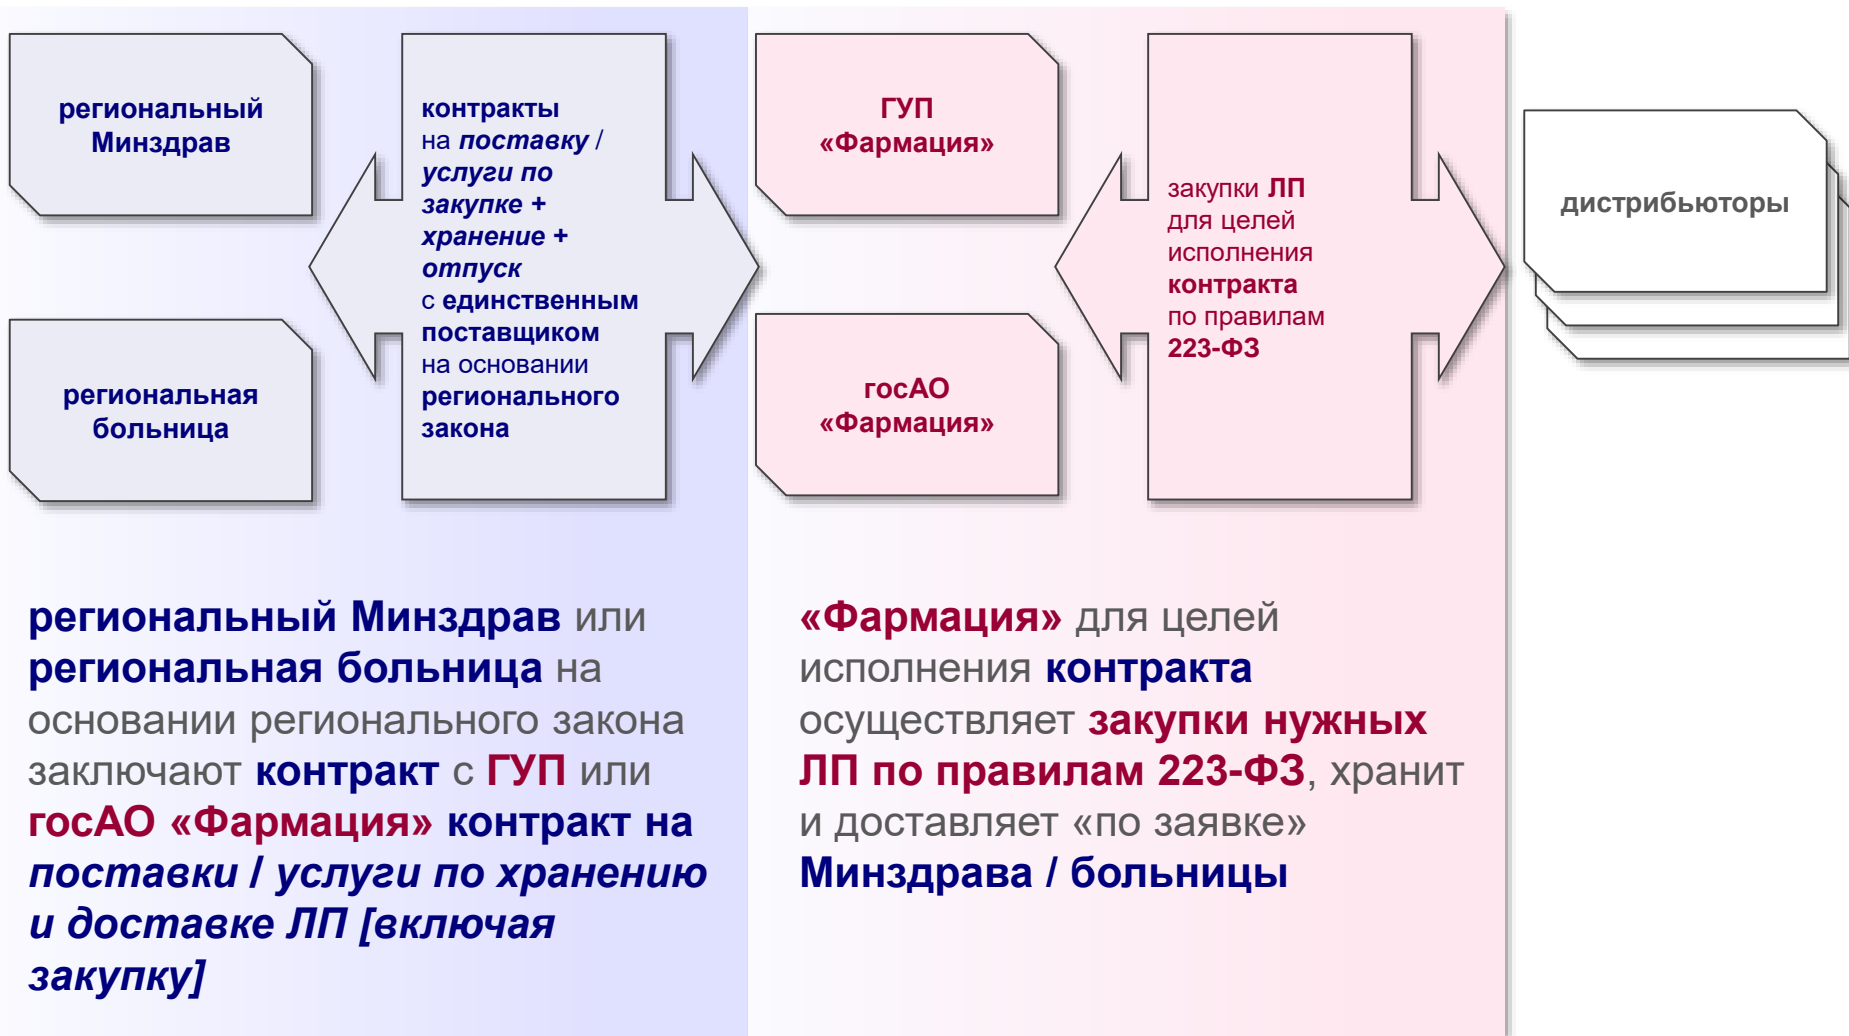 региональный
Минздрав
региональная
больница
контракты
на поставку /
услуги по
закупке +
хранение +
отпуск
с единственным
поставщиком
на основании
регионального
закона
ГУП
«Фармация»
госАО
«Фармация»
закупки ЛП
для целей
исполнения
контракта
по правилам
223-ФЗ
дистрибьюторы
региональный Минздрав или
региональная больница на
основании регионального закона
заключают контракт с ГУП или
госАО «Фармация» контракт на
поставки / услуги по хранению
и доставке ЛП [включая
закупку]
«Фармация» для целей
исполнения контракта
осуществляет закупки нужных
ЛП по правилам 223-ФЗ, хранит
и доставляет «по заявке»
Минздрава / больницы